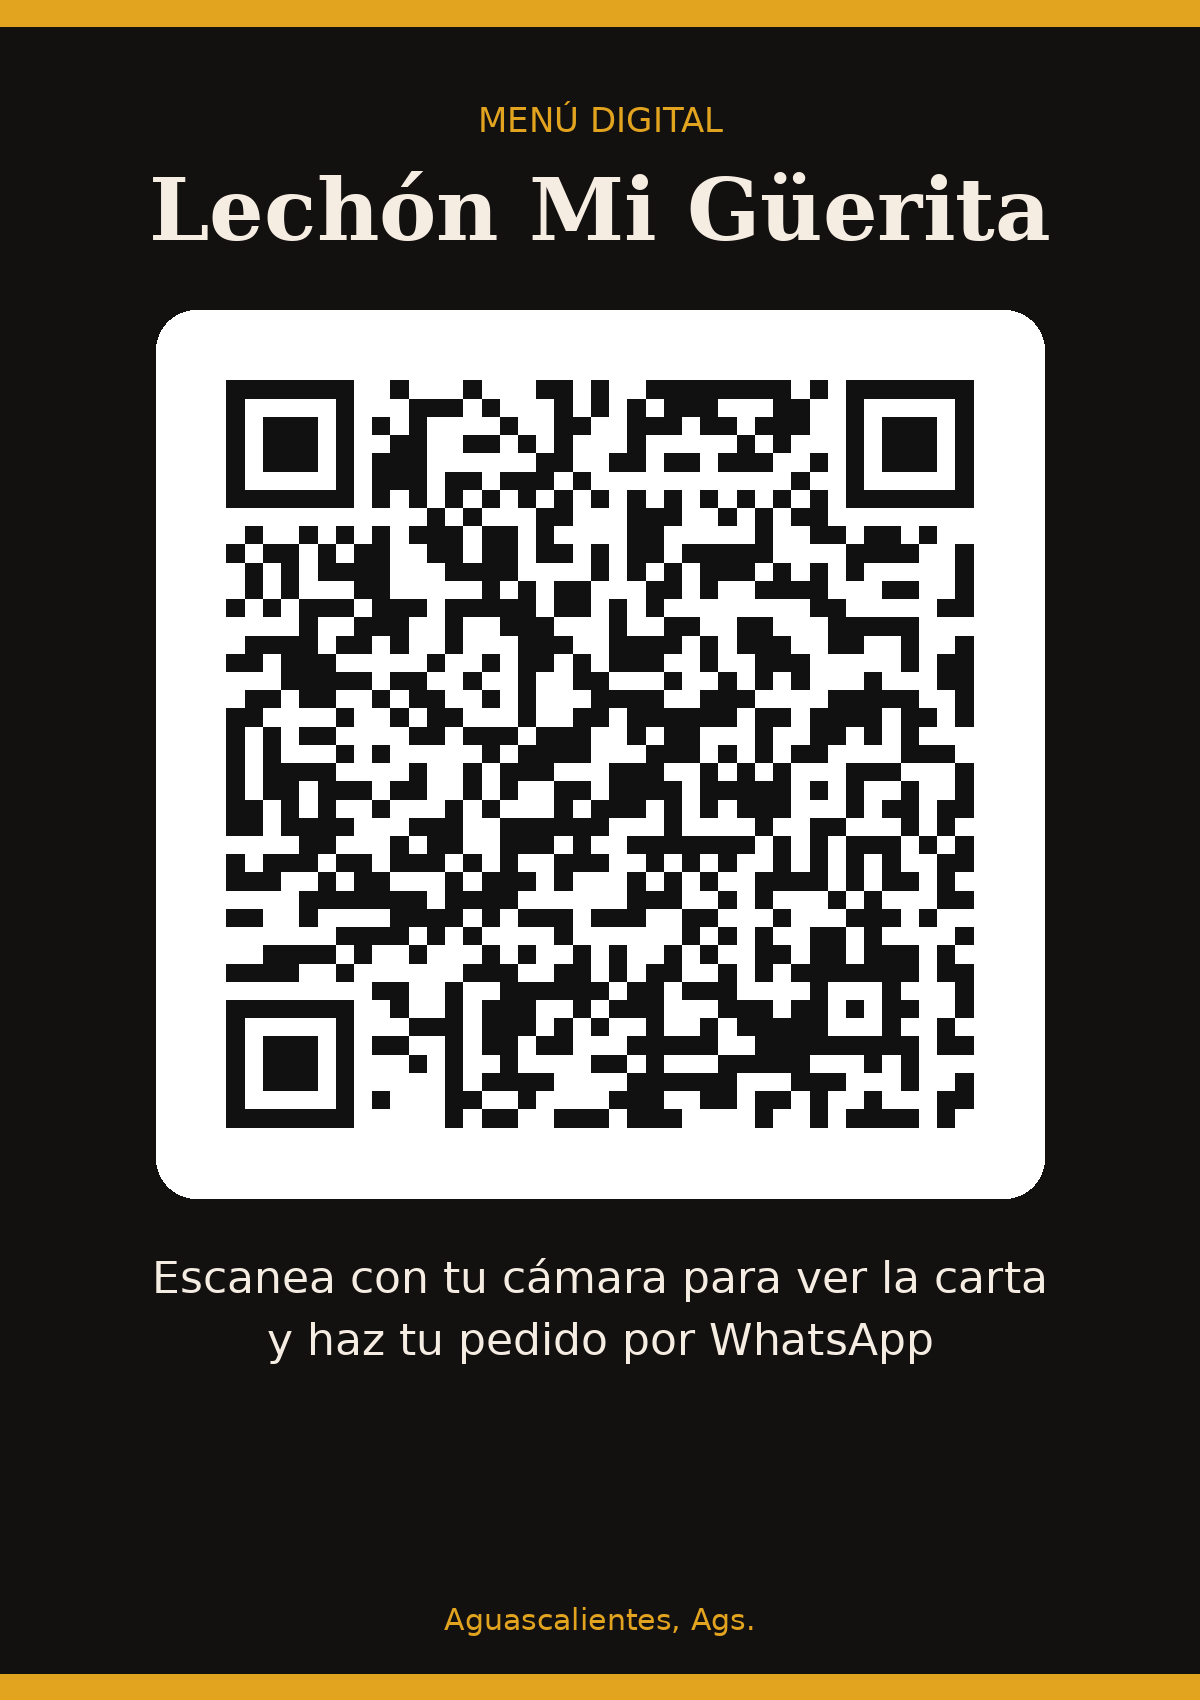 MENÚ DIGITAL
Lechón Mi Güerita
Escanea con tu cámara para ver la carta
y haz tu pedido por WhatsApp
Aguascalientes, Ags.